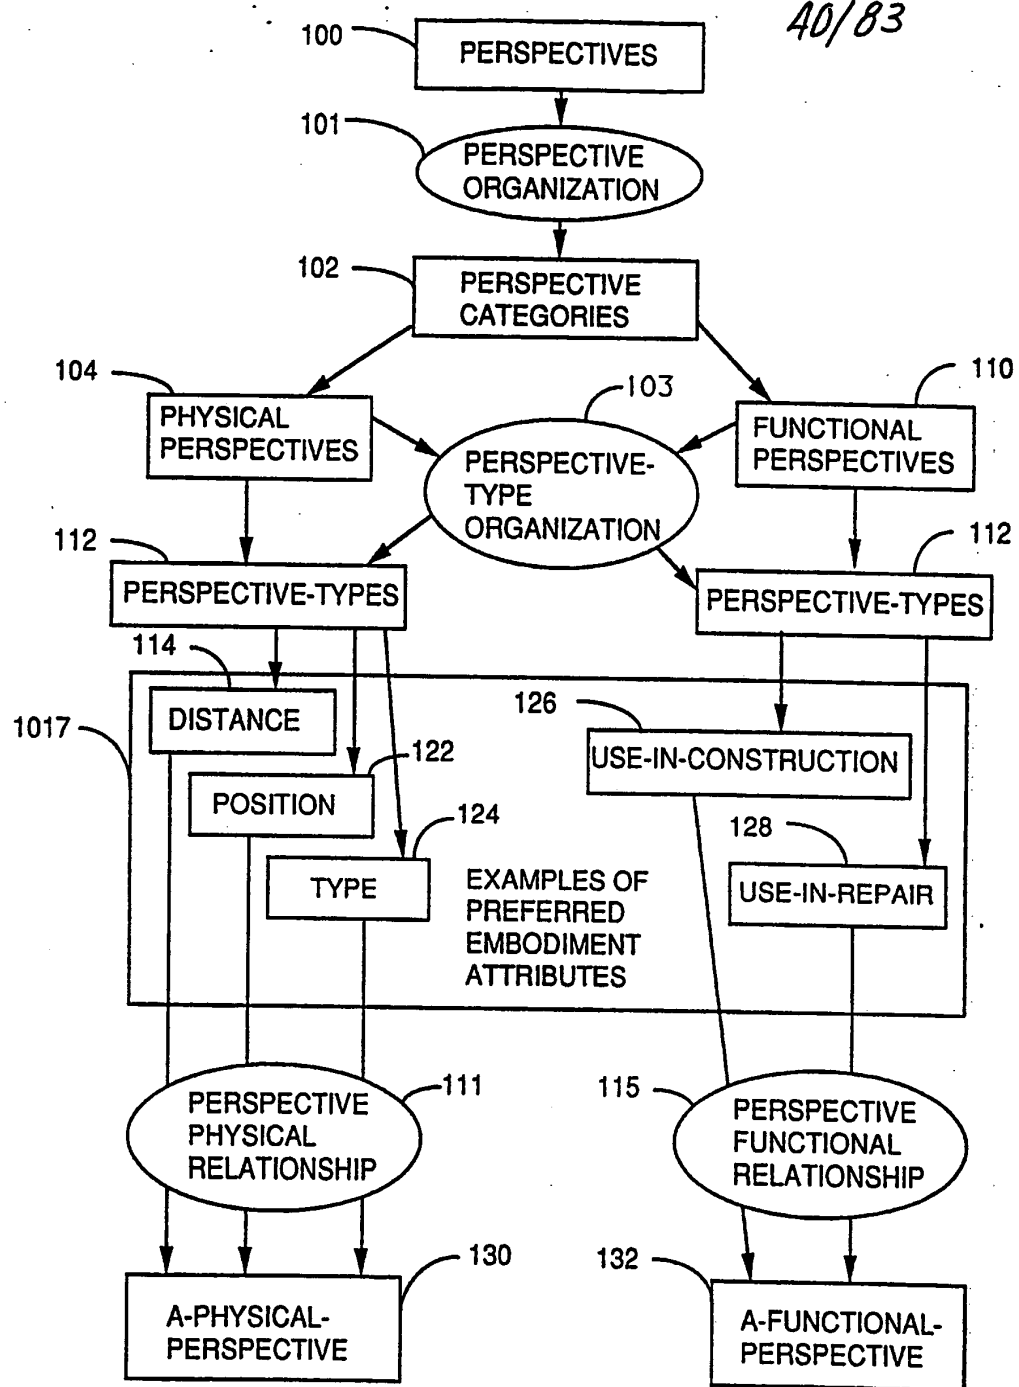 40/83
100
PERSPECTIVES
101
PERSPECTIVE
ORGANIZATION
102
PERSPECTIVE
CATEGORIES
104
PHYSICAL
PERSPECTIVES
103
PERSPECTIVE-
TYPE
ORGANIZATION
110
FUNCTIONAL
PERSPECTIVES
112
PERSPECTIVE-TYPES
112
PERSPECTIVE-TYPES
114
DISTANCE
1017
122
POSITION
124
TYPE
126
USE-IN-CONSTRUCTION
128
USE-IN-REPAIR
EXAMPLES OF
PREFERRED
EMBODIMENT
ATTRIBUTES
111
PERSPECTIVE
PHYSICAL
RELATIONSHIP
115
PERSPECTIVE
FUNCTIONAL
RELATIONSHIP
130
A-PHYSICAL-
PERSPECTIVE
132
A-FUNCTIONAL-
PERSPECTIVE